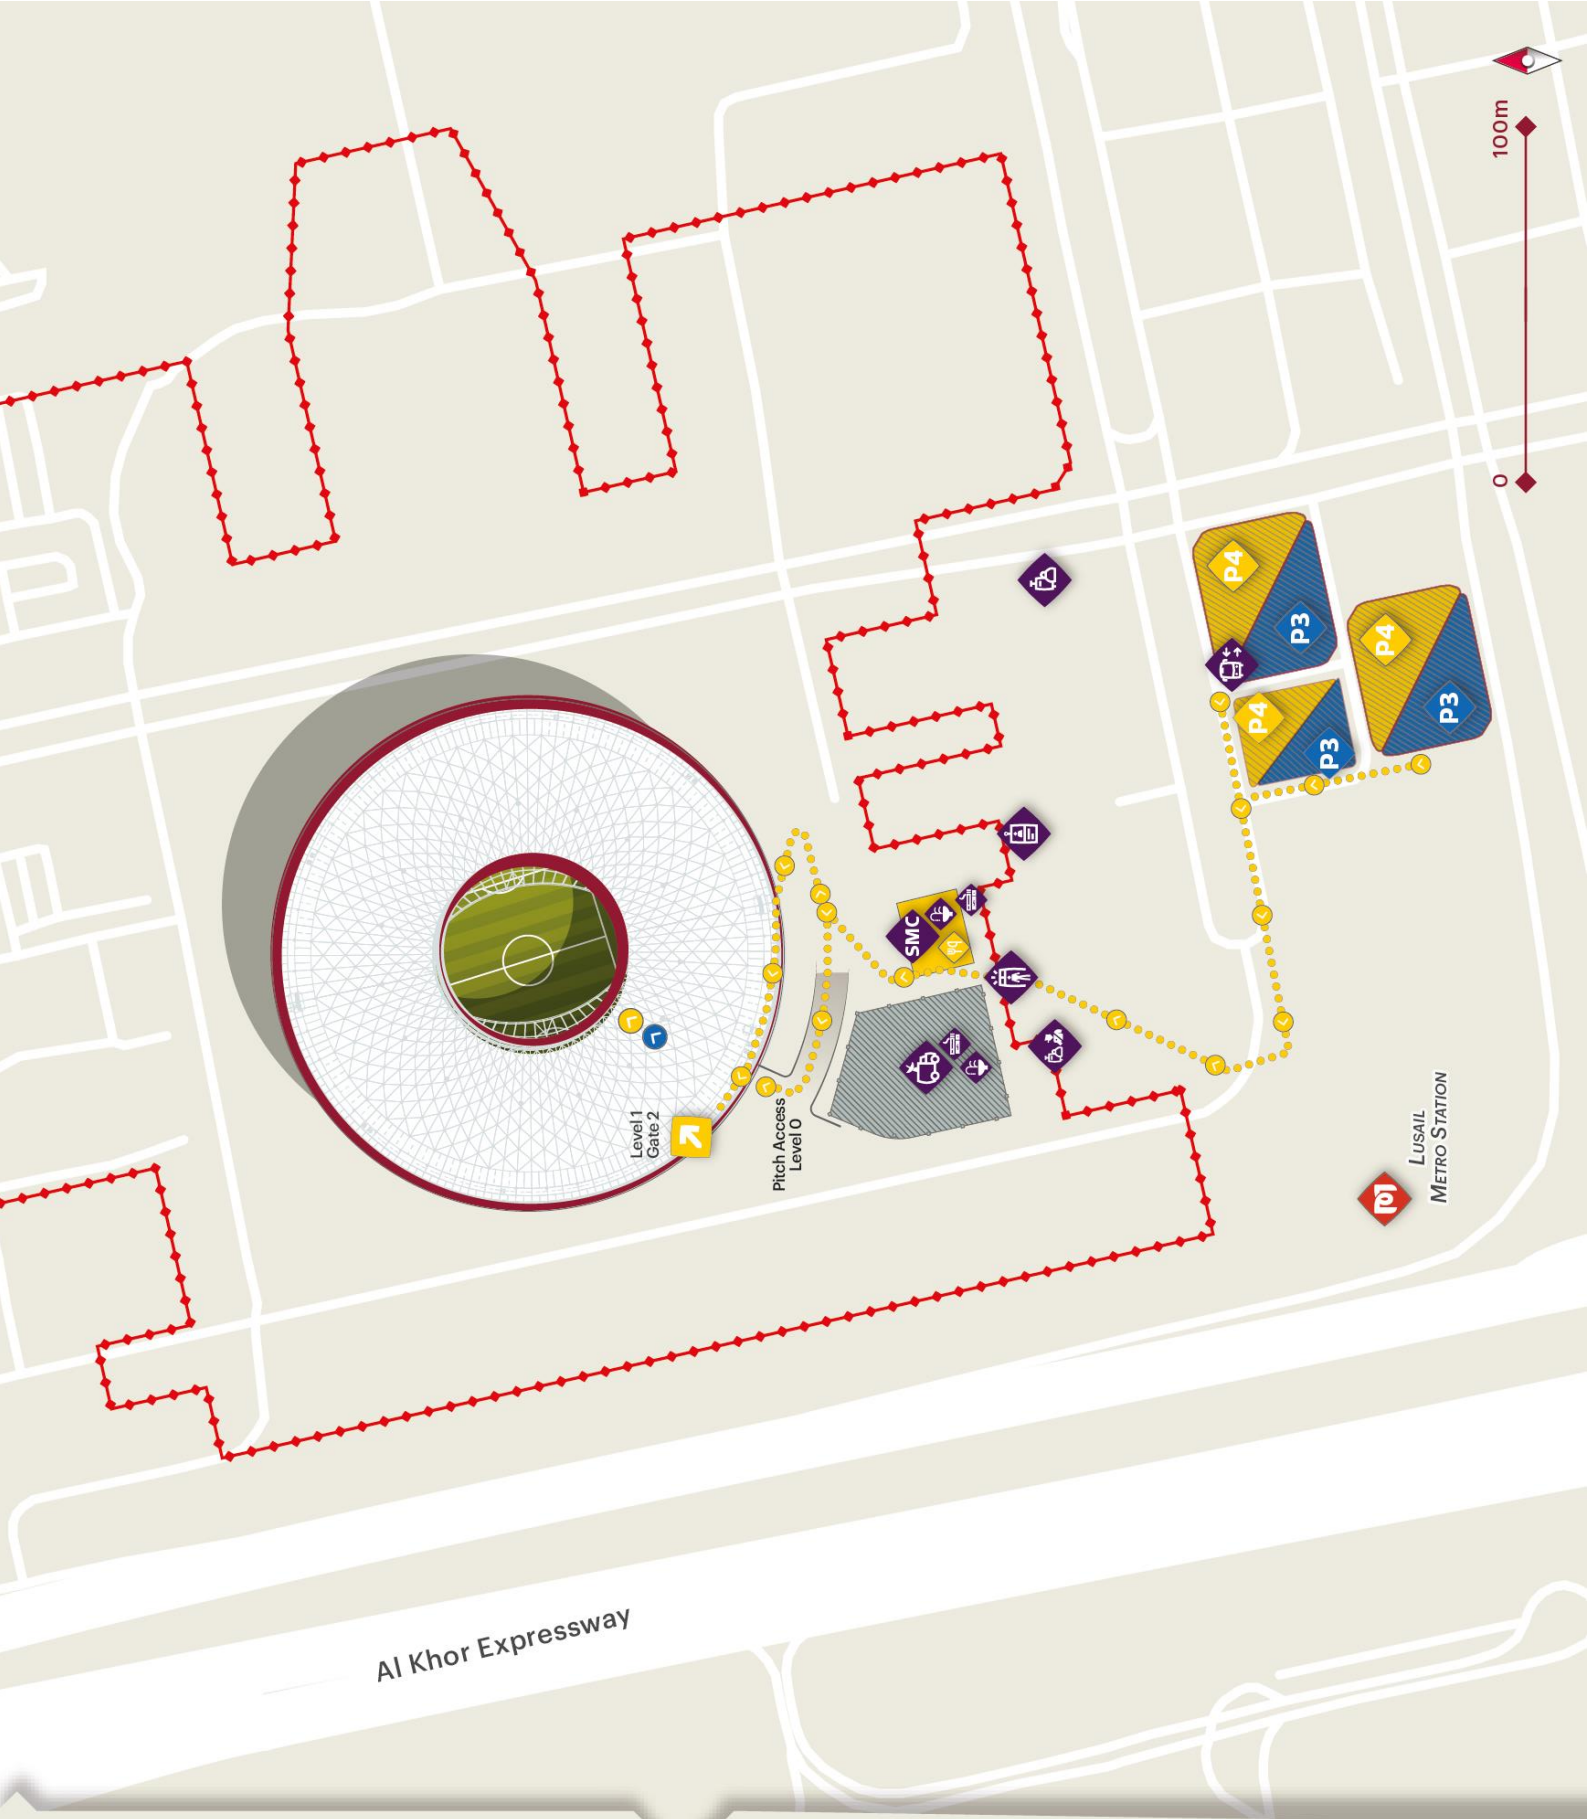 100m
0
P4
P3
P4
P3
P4
P3
SMC
Level 1
Gate 2
Pitch Access
Level 0
LUSAIL
METRO STATION
Al Khor Expressway